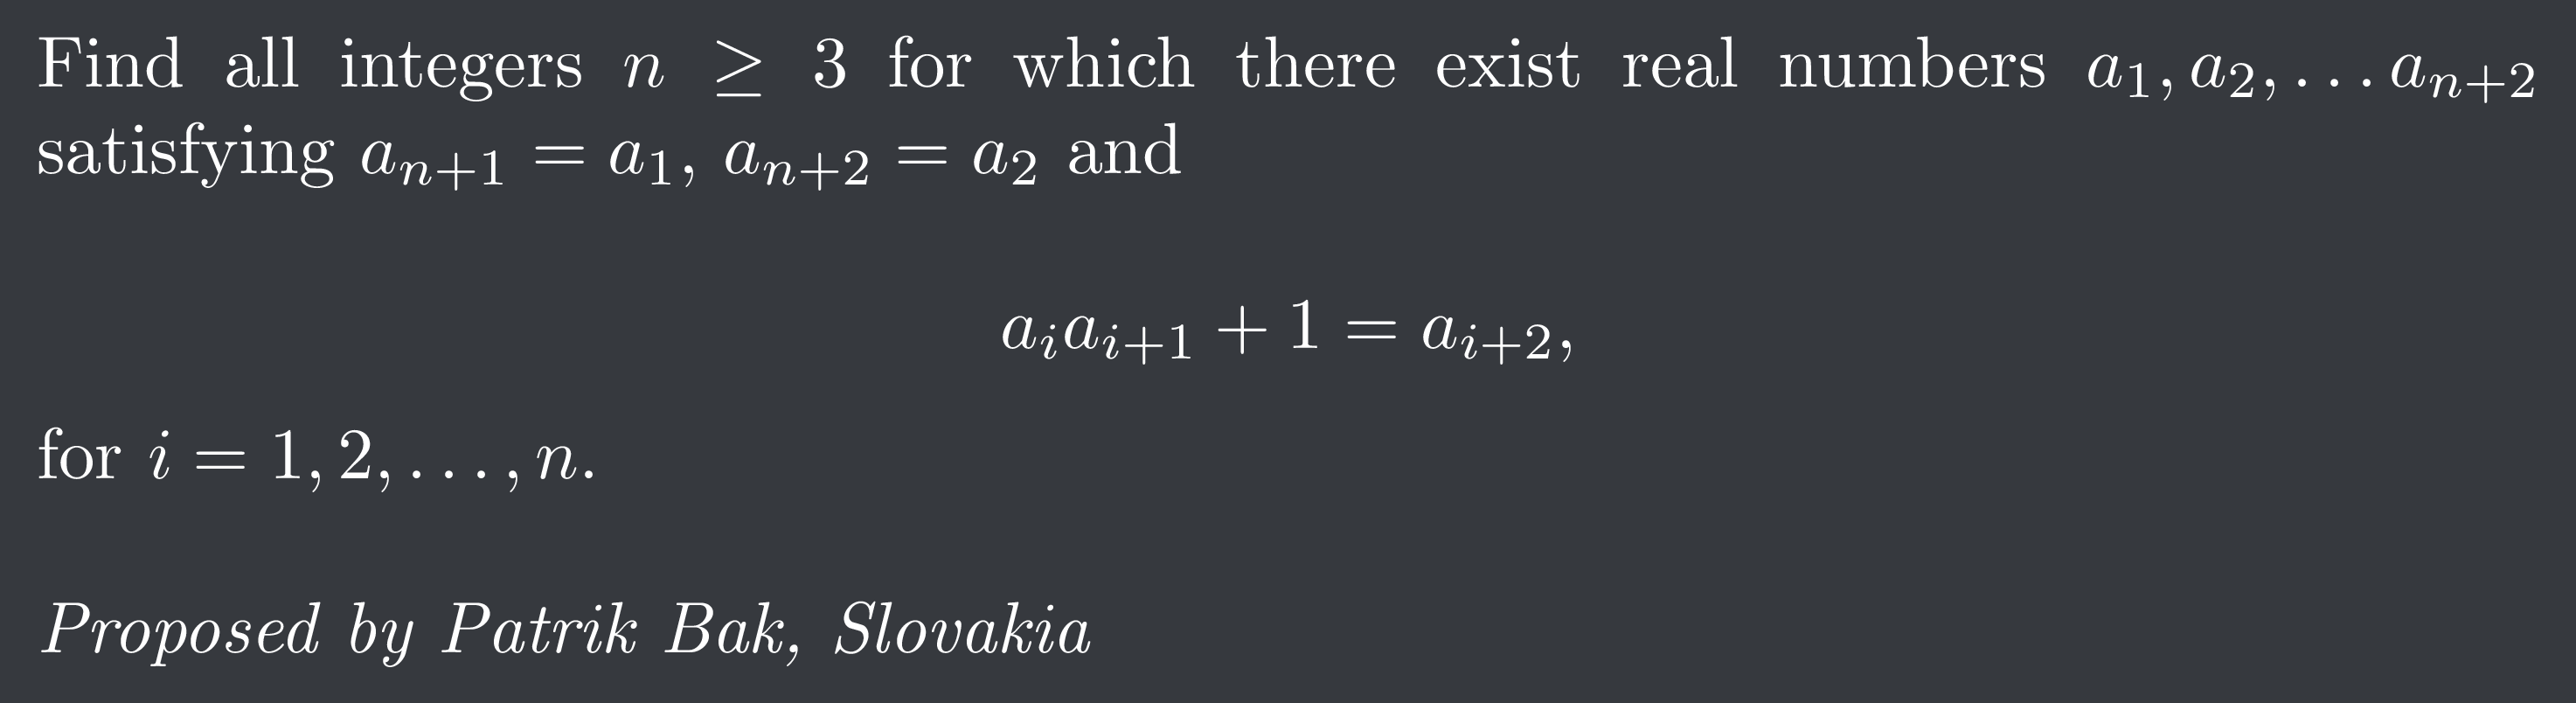 Find all integers n ≥ 3 for which there exist real numbers a₁, a₂, . . . aₙ₊₂
satisfying aₙ₊₁ = a₁, aₙ₊₂ = a₂ and
aᵢaᵢ₊₁ + 1 = aᵢ₊₂,
for i = 1, 2, . . . , n.
Proposed by Patrik Bak, Slovakia